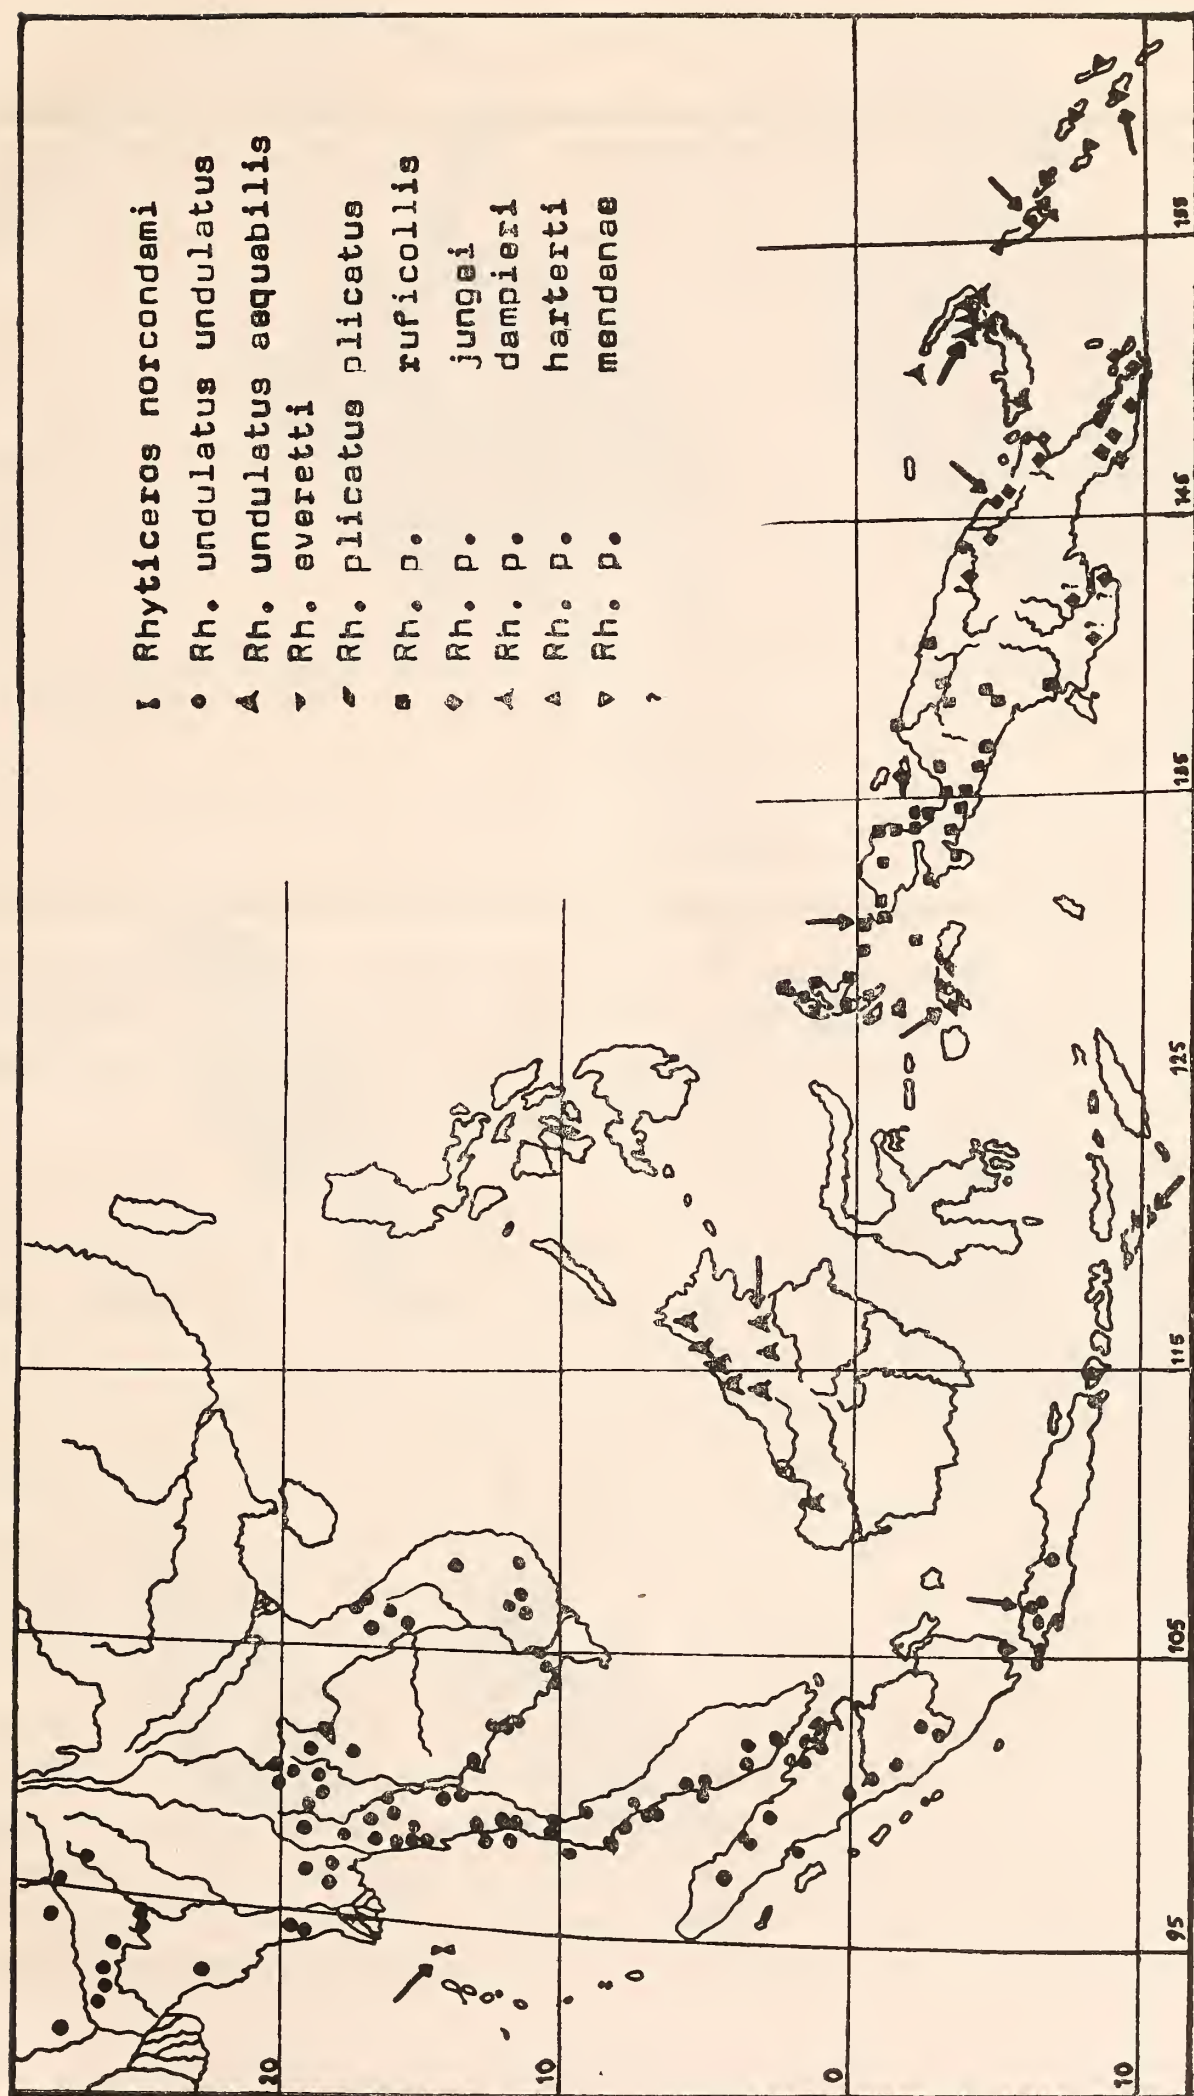 Rhyticeros norcondami
Rh. undulatus undulatus
Rh. undulatus aequabilis
Rh. everetti
Rh. plicatus plicatus
Rh. p. ruficollis
Rh. p. jungei
Rh. p. dampieri
Rh. p. harterti
Rh. p. mendanae
?
?
?
?
20
10
0
10
95
105
115
125
135
145
155